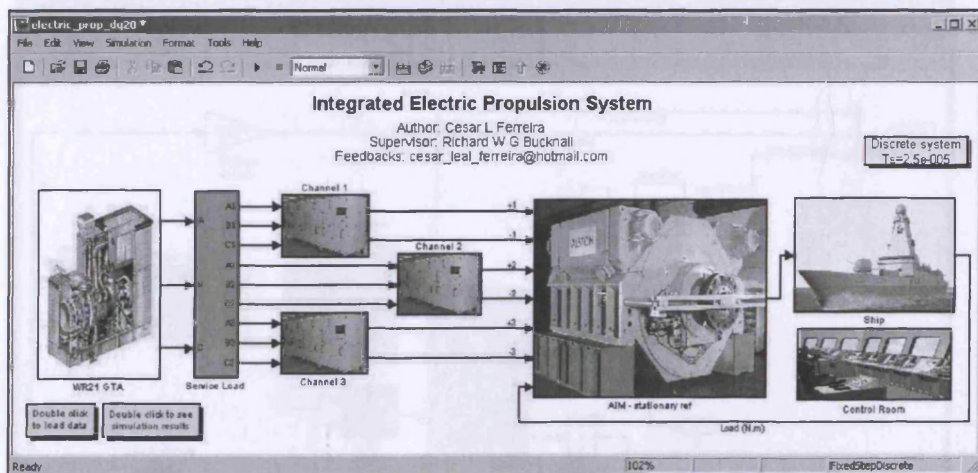 electric_prop_dq20 *
File Edit View Simulation Format Tools Help
Normal
Integrated Electric Propulsion System
Author: Cesar L Ferreira
Supervisor: Richard W G Bucknall
Feedbacks: cesar_leal_ferreira@hotmail.com
Discrete system
Ts=2.5e-005
Channel 1
Channel 2
Channel 3
A
C
A1
B1
C1
A2
B2
C2
A3
B3
C3
+1
-1
+2
-2
+3
-3
WR21 GTA
Service Load
AIM - stationary ref
Ship
Control Room
Load (N.m)
Double click
to load data
Double click to see
simulation results
Ready
102%
FixedStepDiscrete